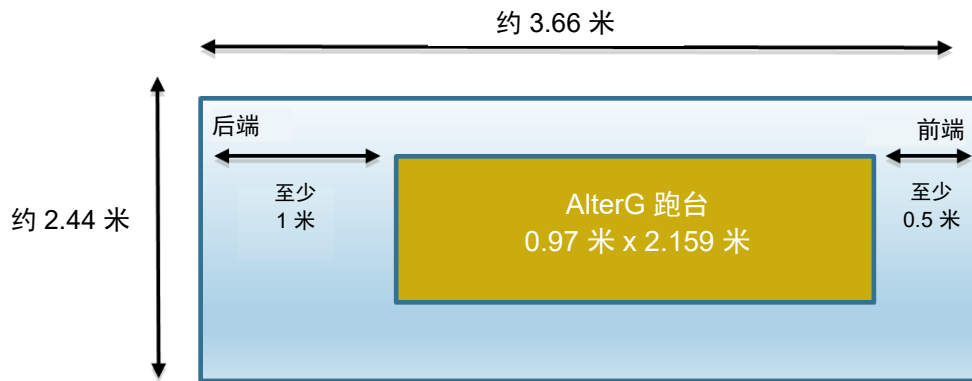 约 3.66 米
后端
前端
至少
1 米
至少
0.5 米
约 2.44 米
AlterG 跑台
0.97 米 x 2.159 米